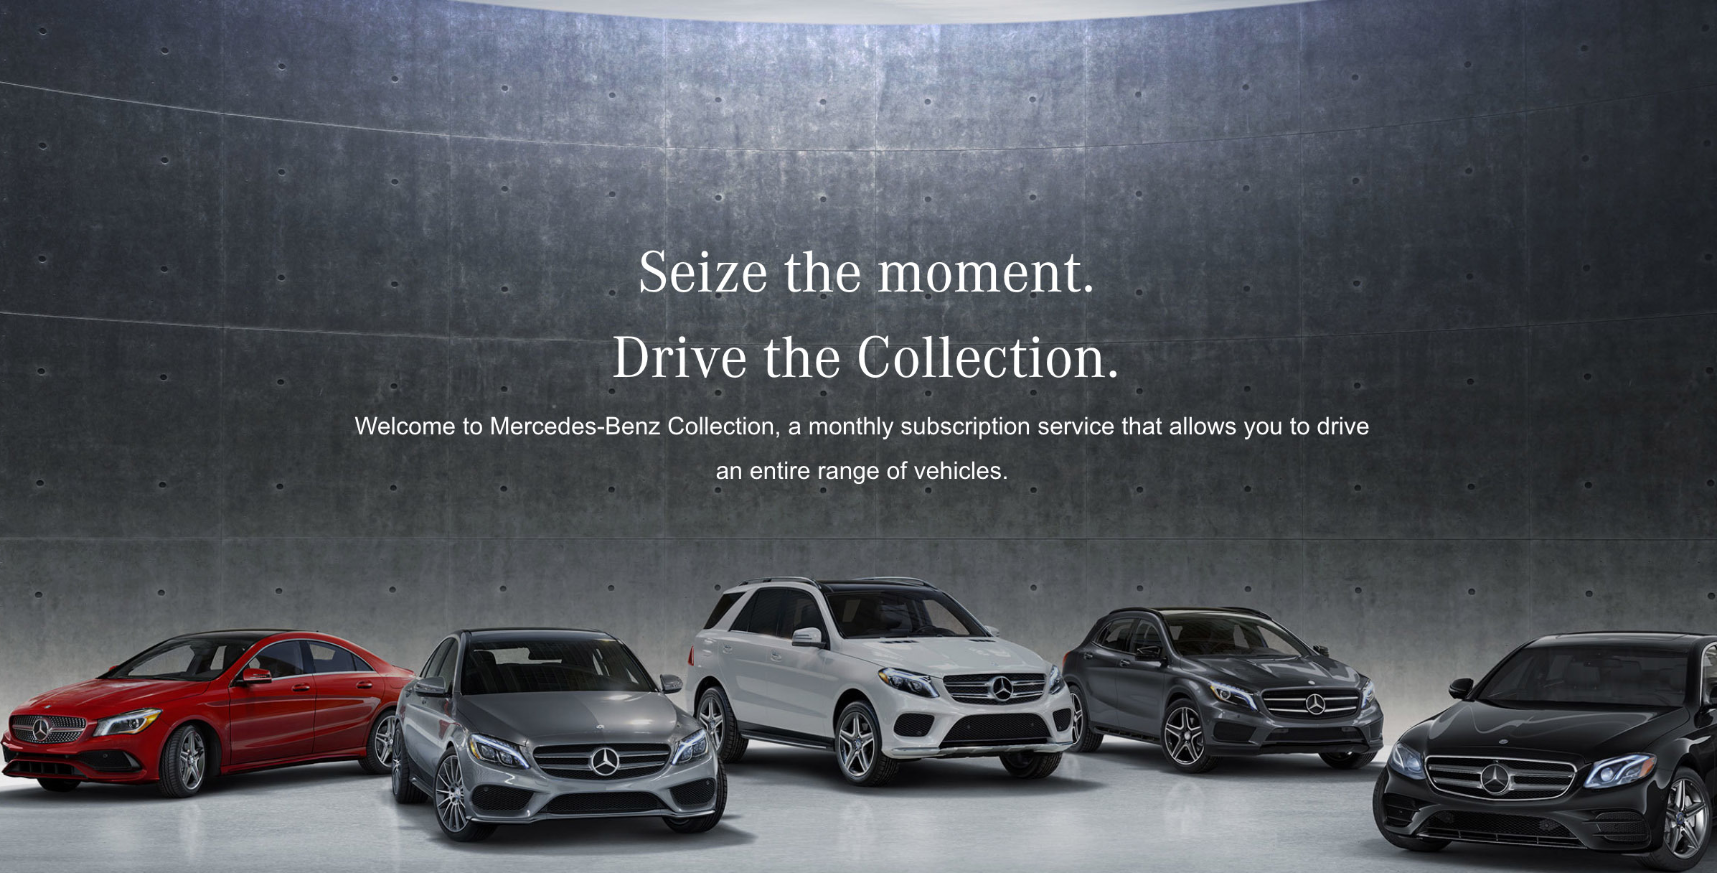 Seize the moment.
Drive the Collection.
Welcome to Mercedes-Benz Collection, a monthly subscription service that allows you to drive
an entire range of vehicles.